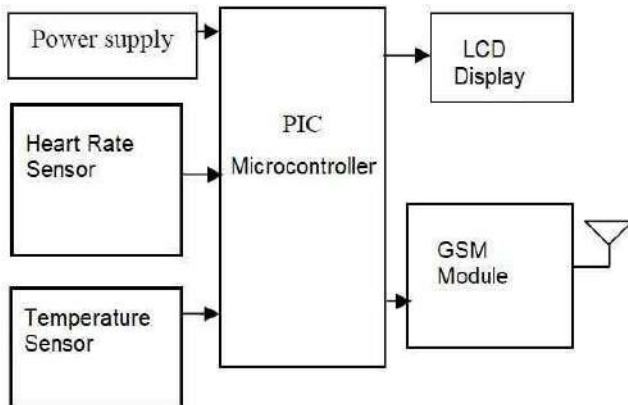 Power supply
Heart Rate
Sensor
Temperature
Sensor
PIC
Microcontroller
LCD
Display
GSM
Module